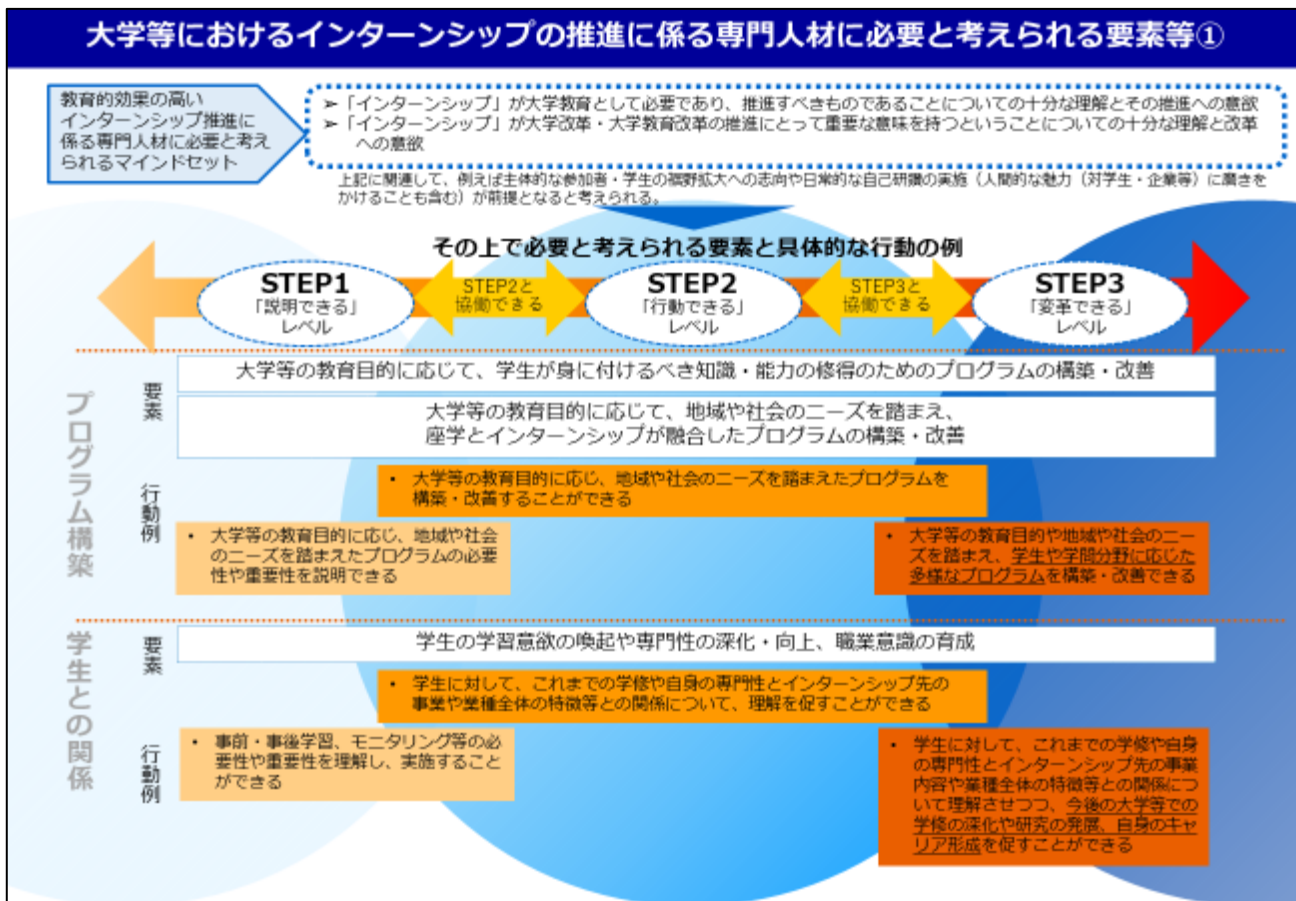 大学等におけるインターンシップの推進に係る専門人材に必要と考えられる要素等①
教育的効果の高い
インターンシップ推進に
係る専門人材に必要と考え
られるマインドセット
➢「インターンシップ」が大学教育として必要であり、推進すべきものであることについての十分な理解とその推進への意欲
➢「インターンシップ」が大学改革・大学教育改革の推進にとって重要な意味を持つということについての十分な理解と改革
への意欲
上記に関連して、例えば主体的な参加者・学生の裾野拡大への志向や日常的な自己研鑽の実施（人間的な魅力（対学生・企業等）に磨きを
かけることも含む）が前提となると考えられる。
その上で必要と考えられる要素と具体的な行動の例
STEP1
「説明できる」
レベル
STEP2と
協働できる
STEP2
「行動できる」
レベル
STEP3と
協働できる
STEP3
「変革できる」
レベル
プログラム構築
要素
大学等の教育目的に応じて、学生が身に付けるべき知識・能力の修得のためのプログラムの構築・改善
大学等の教育目的に応じて、地域や社会のニーズを踏まえ、
座学とインターンシップが融合したプログラムの構築・改善
行動例
• 大学等の教育目的に応じ、地域や社会のニーズを踏まえたプログラムを
構築・改善することができる
• 大学等の教育目的に応じ、地域や社会
のニーズを踏まえたプログラムの必要
性や重要性を説明できる
• 大学等の教育目的や地域や社会のニー
ズを踏まえ、学生や学問分野に応じた
多様なプログラムを構築・改善できる
学生との関係
要素
学生の学習意欲の喚起や専門性の深化・向上、職業意識の育成
• 学生に対して、これまでの学修や自身の専門性とインターンシップ先の
事業や業種全体の特徴等との関係について、理解を促すことができる
行動例
• 事前・事後学習、モニタリング等の必
要性や重要性を理解し、実施すること
ができる
• 学生に対して、これまでの学修や自身
の専門性とインターンシップ先の事業
内容や業種全体の特徴等との関係につ
いて理解させつつ、今後の大学等での
学修の深化や研究の発展、自身のキャ
リア形成を促すことができる